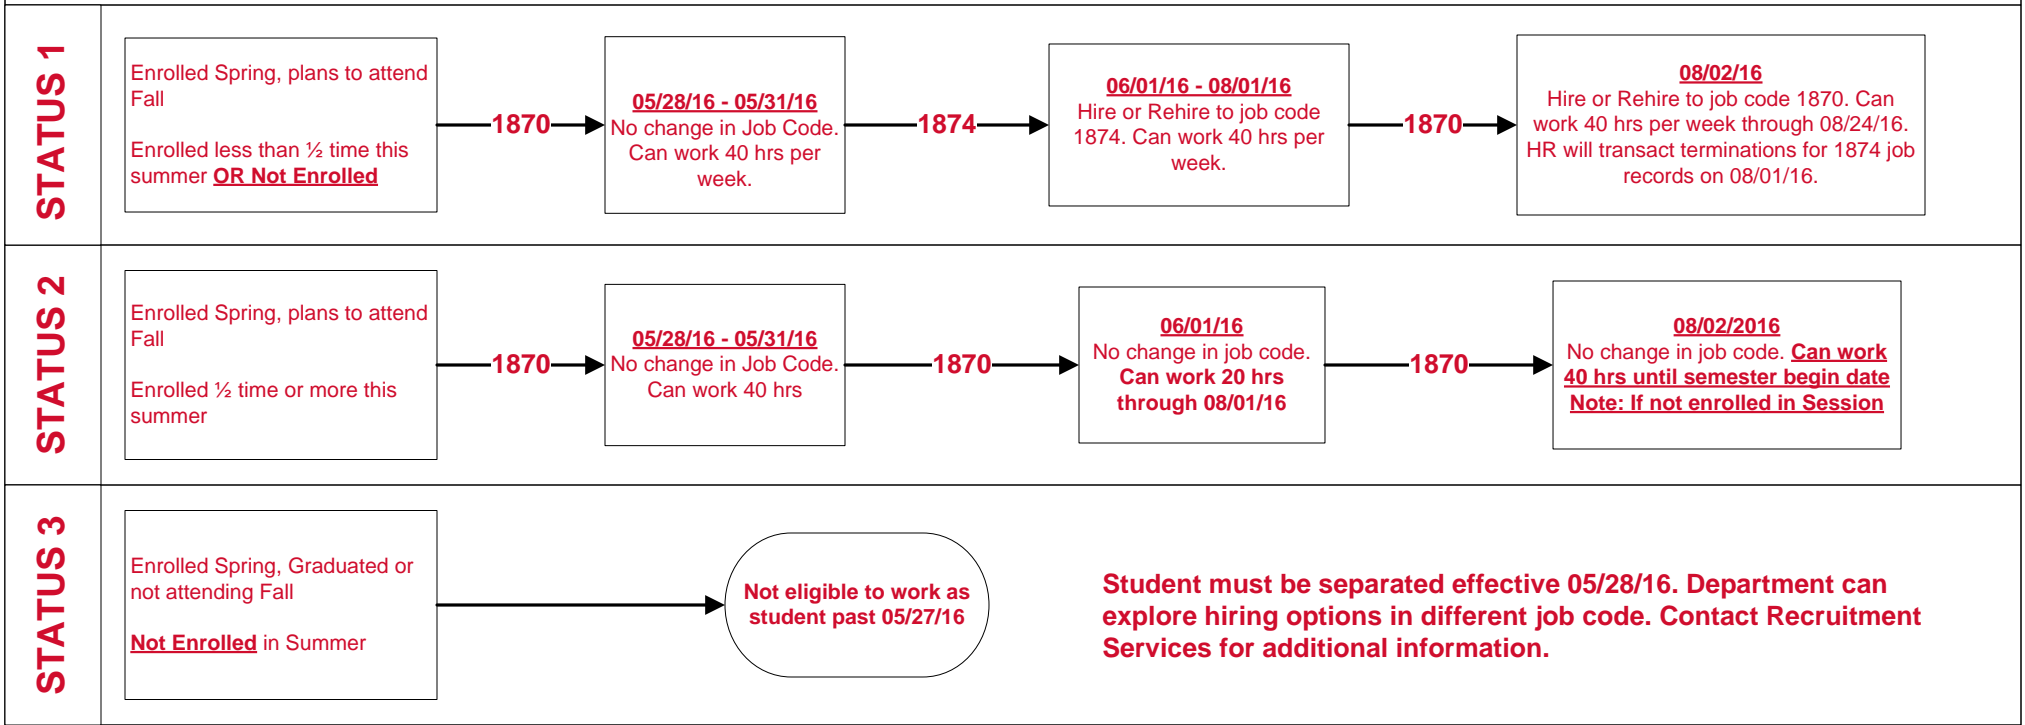 STATUS 1
Enrolled Spring, plans to attend
Fall
Enrolled less than ½ time this
summer OR Not Enrolled
1870
05/28/16 - 05/31/16
No change in Job Code.
Can work 40 hrs per
week.
1874
06/01/16 - 08/01/16
Hire or Rehire to job code
1874. Can work 40 hrs per
week.
1870
08/02/16
Hire or Rehire to job code 1870. Can
work 40 hrs per week through 08/24/16.
HR will transact terminations for 1874 job
records on 08/01/16.
STATUS 2
Enrolled Spring, plans to attend
Fall
Enrolled ½ time or more this
summer
1870
05/28/16 - 05/31/16
No change in Job Code.
Can work 40 hrs
1870
06/01/16
No change in job code.
Can work 20 hrs
through 08/01/16
1870
08/02/2016
No change in job code. Can work
40 hrs until semester begin date
Note: If not enrolled in Session
STATUS 3
Enrolled Spring, Graduated or
not attending Fall
Not Enrolled in Summer
Not eligible to work as
student past 05/27/16
Student must be separated effective 05/28/16. Department can
explore hiring options in different job code. Contact Recruitment
Services for additional information.